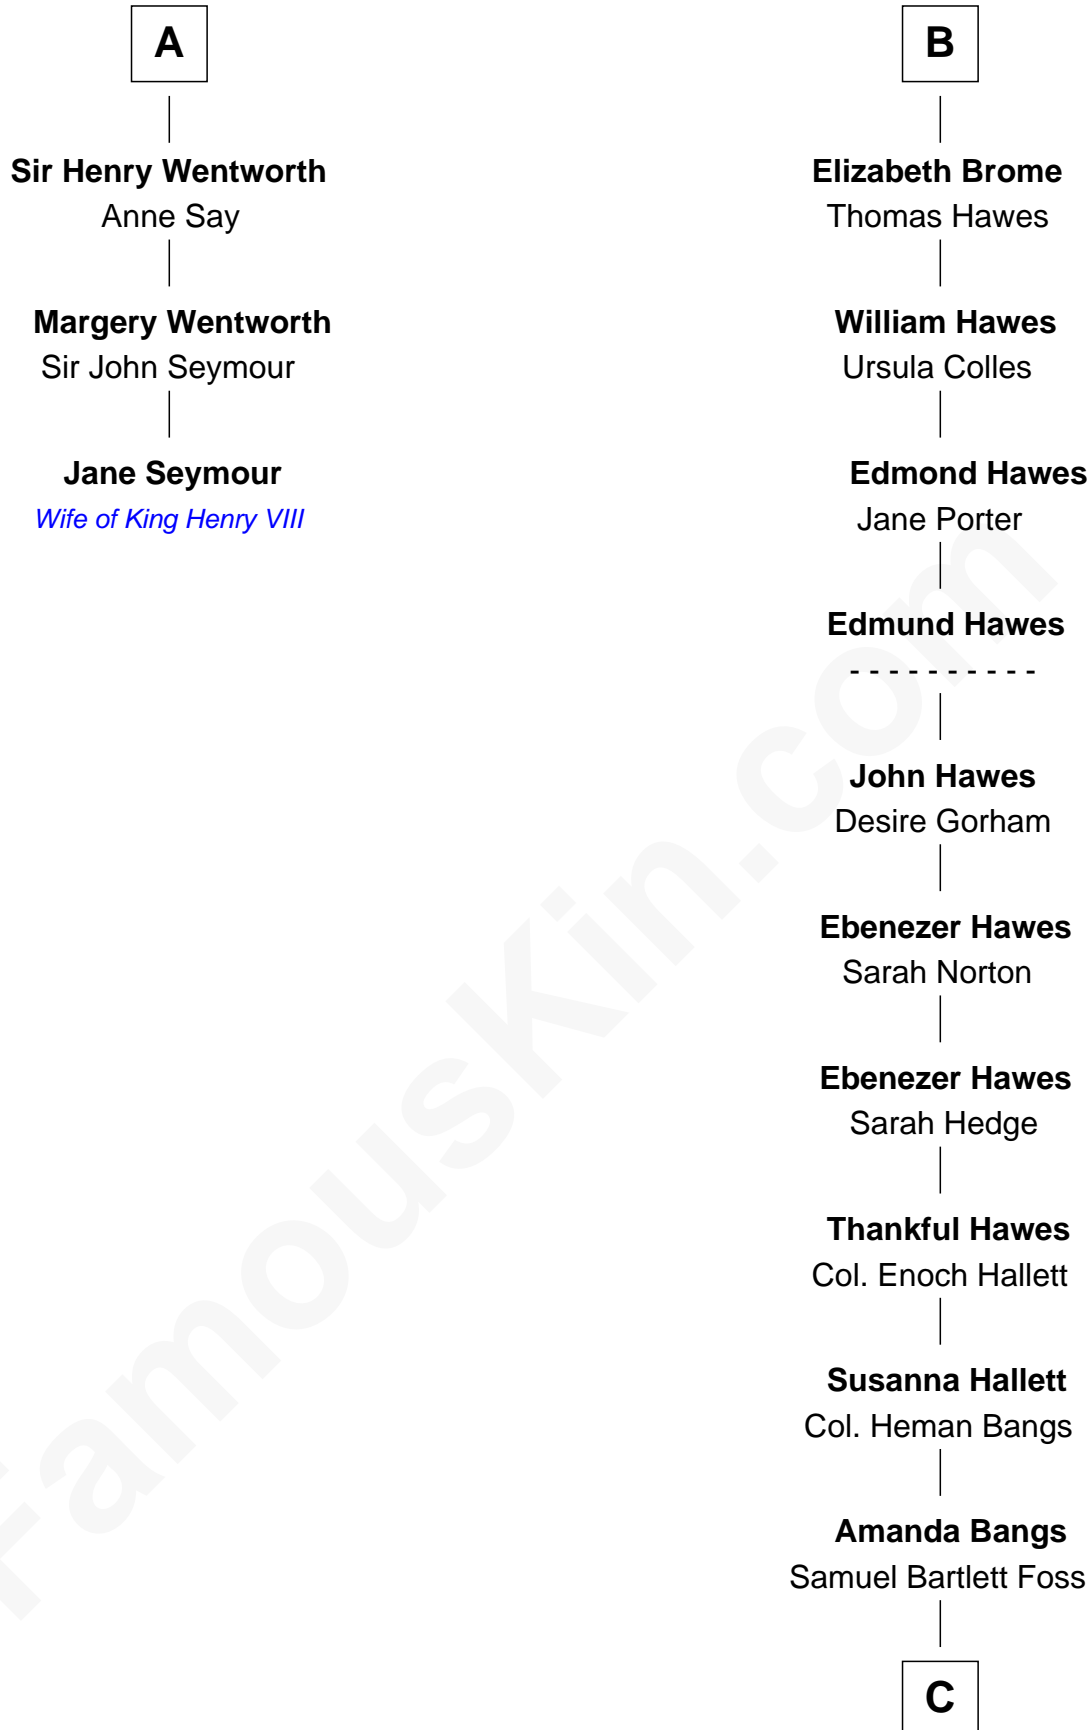 A
Sir Henry Wentworth
Anne Say
Margery Wentworth
Sir John Seymour
Jane Seymour
Wife of King Henry VIII
B
Elizabeth Brome
Thomas Hawes
William Hawes
Ursula Colles
Edmond Hawes
Jane Porter
Edmund Hawes
- - - - - - - - - -
John Hawes
Desire Gorham
Ebenezer Hawes
Sarah Norton
Ebenezer Hawes
Sarah Hedge
Thankful Hawes
Col. Enoch Hallett
Susanna Hallett
Col. Heman Bangs
Amanda Bangs
Samuel Bartlett Foss
C
FamousKin.com